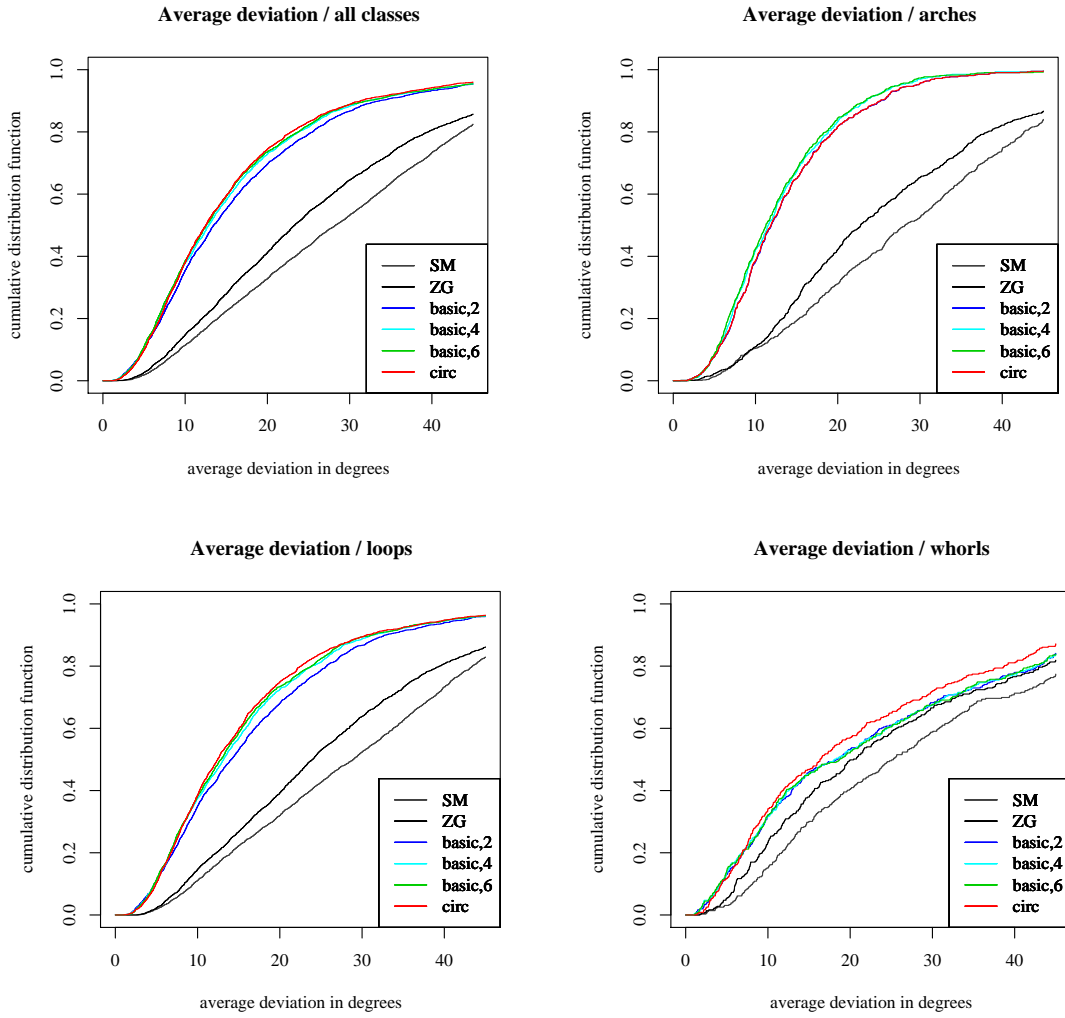 Average deviation / all classes
cumulative distribution function
1.0
0.8
0.6
0.4
0.2
0.0
SM
ZG
basic,2
basic,4
basic,6
circ
0 10 20 30 40
average deviation in degrees
Average deviation / arches
cumulative distribution function
1.0
0.8
0.6
0.4
0.2
0.0
SM
ZG
basic,2
basic,4
basic,6
circ
0 10 20 30 40
average deviation in degrees
Average deviation / loops
cumulative distribution function
1.0
0.8
0.6
0.4
0.2
0.0
SM
ZG
basic,2
basic,4
basic,6
circ
0 10 20 30 40
average deviation in degrees
Average deviation / whorls
cumulative distribution function
1.0
0.8
0.6
0.4
0.2
0.0
SM
ZG
basic,2
basic,4
basic,6
circ
0 10 20 30 40
average deviation in degrees